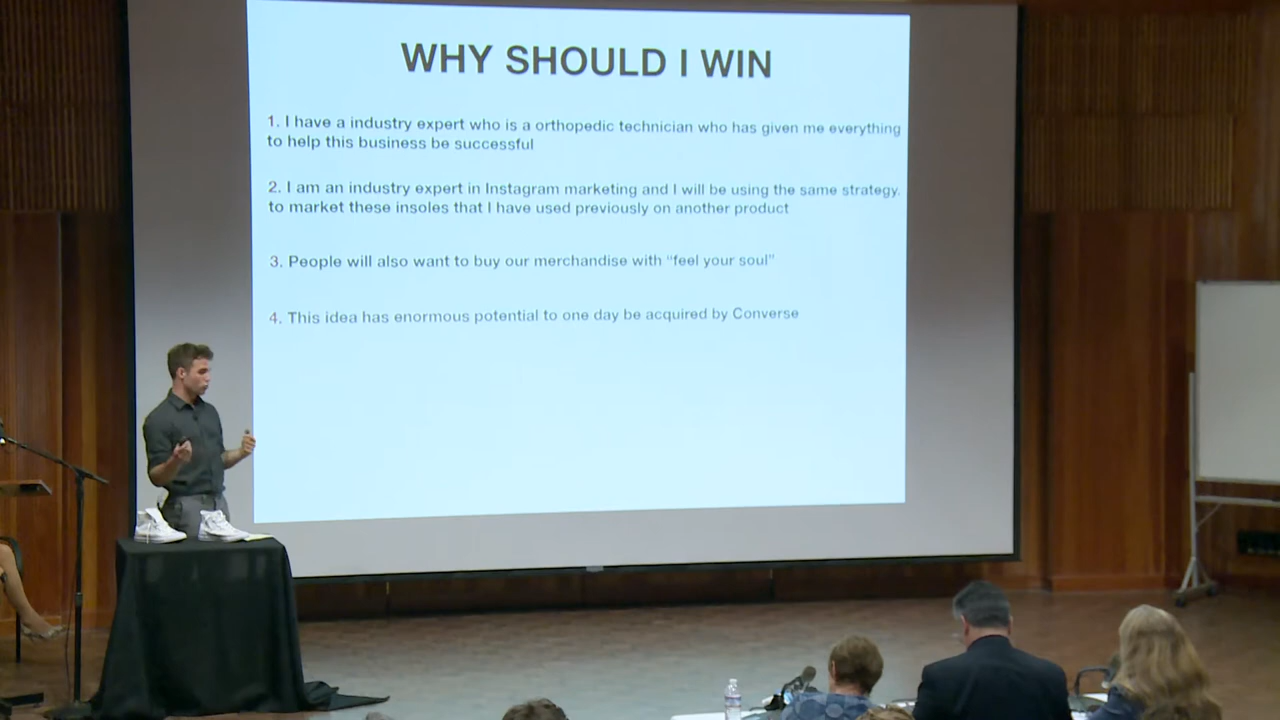 WHY SHOULD I WIN
1. I have a industry expert who is a orthopedic technician who has given me everything
to help this business be successful
2. I am an industry expert in Instagram marketing and I will be using the same strategy.
to market these insoles that I have used previously on another product
3. People will also want to buy our merchandise with “feel your soul”
4. This idea has enormous potential to one day be acquired by Converse